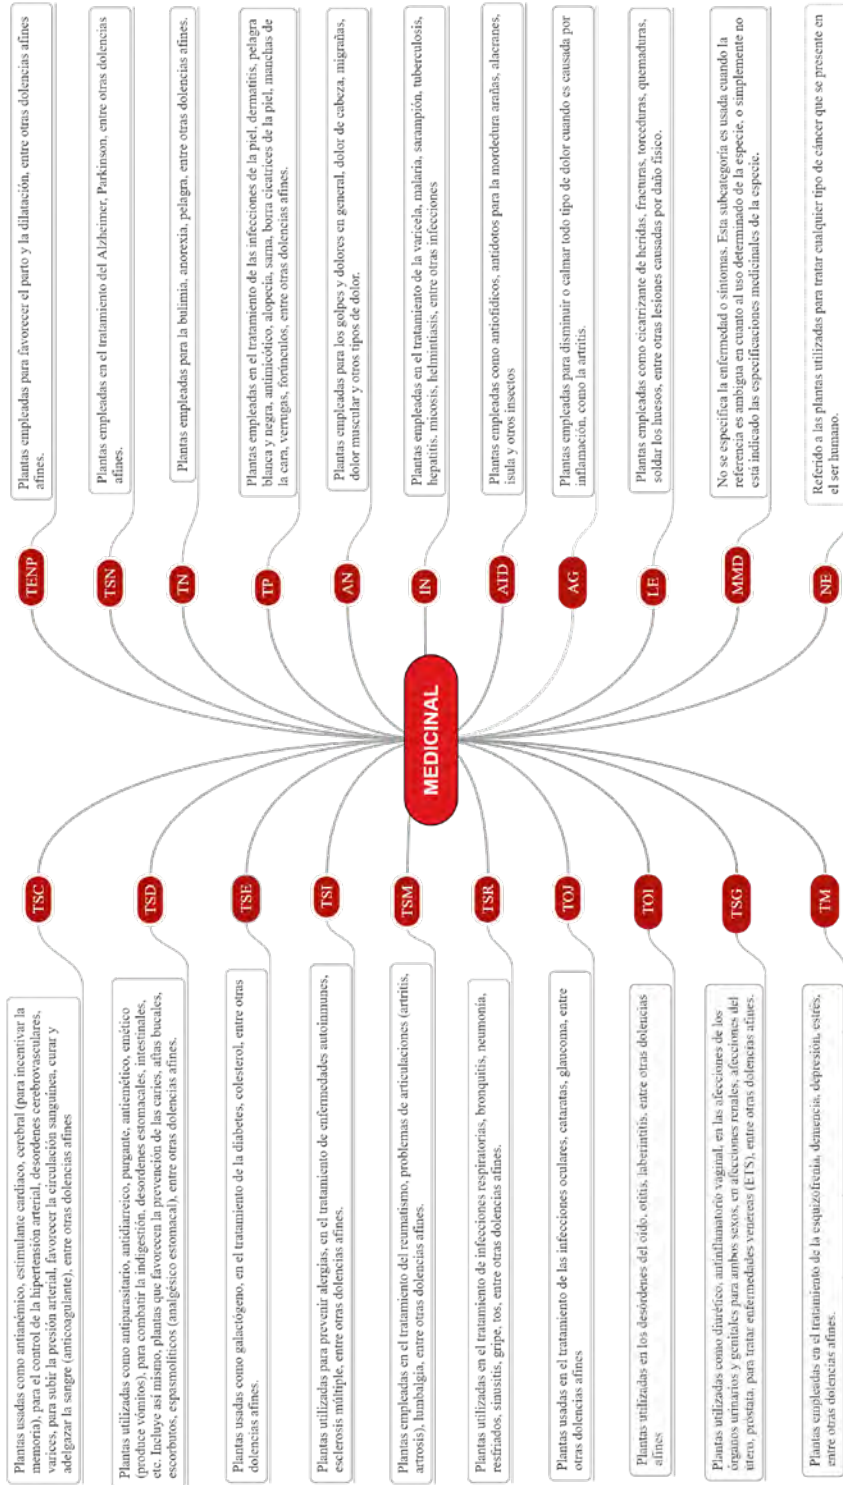 Plantas usadas como antianémico, estimulante cardiaco, cerebral (para incentivar la
memoria), para el control de la hipertensión arterial, desordenes cerebrovasculares,
varices, para subir la presión arterial, favorecer la circulación sanguínea, curar y
adelgazar la sangre (anticoagulante), entre otras dolencias afines
TSC
Plantas utilizadas como antiparasitario, antidiarreico, purgante, antiemético, emético
(produce vómitos), para combatir la indigestión, desordenes estomacales, intestinales,
etc. Incluye así mismo, plantas que favorecen la prevención de las caries, aftas bucales,
escorbutos, espasmolíticos (analgésico estomacal), entre otras dolencias afines.
TSD
Plantas usadas como galactógeno, en el tratamiento de la diabetes, colesterol, entre otras
dolencias afines.
TSE
Plantas utilizadas para prevenir alergias, en el tratamiento de enfermedades autoinmunes,
esclerosis múltiple, entre otras dolencias afines.
TSI
Plantas empleadas en el tratamiento del reumatismo, problemas de articulaciones (artritis,
artrosis), lumbalgia, entre otras dolencias afines.
TSM
Plantas utilizadas en el tratamiento de infecciones respiratorias, bronquitis, neumonía,
resfriados, sinusitis, gripe, tos, entre otras dolencias afines.
TSR
Plantas usadas en el tratamiento de las infecciones oculares, cataratas, glaucoma, entre
otras dolencias afines
TOJ
Plantas utilizadas en los desórdenes del oído, otitis, laberintitis, entre otras dolencias
afines
TOI
Plantas utilizadas como diurético, antinflamatorio vaginal, en las afecciones de los
órganos urinarios y genitales para ambos sexos, en afecciones renales, afecciones del
útero, próstata, para tratar enfermedades venéreas (ETS), entre otras dolencias afines.
TSG
Plantas empleadas en el tratamiento de la esquizofrenia, demencia, depresión, estrés,
entre otras dolencias afines.
TM
MEDICINAL
TENP
Plantas empleadas para favorecer el parto y la dilatación, entre otras dolencias afines
afines.
TSN
Plantas empleadas en el tratamiento del Alzheimer, Parkinson, entre otras dolencias
afines.
TN
Plantas empleadas para la bulimia, anorexia, pelagra, entre otras dolencias afines.
TP
Plantas empleadas en el tratamiento de las infecciones de la piel, dermatitis, pelagra
blanca y negra, antimicótico, alopecia, sarna, borra cicatrices de la piel, manchas de
la cara, verrugas, forúnculos, entre otras dolencias afines.
AN
Plantas empleadas para los golpes y dolores en general, dolor de cabeza, migrañas,
dolor muscular y otros tipos de dolor.
IN
Plantas empleadas en el tratamiento de la varicela, malaria, sarampión, tuberculosis,
hepatitis, micosis, helmintiasis, entre otras infecciones
ATD
Plantas empleadas como antiofídicos, antídotos para la mordedura arañas, alacranes,
isula y otros insectos
AG
Plantas empleadas para disminuir o calmar todo tipo de dolor cuando es causada por
inflamación, como la artritis.
LE
Plantas empleadas como cicatrizante de heridas, fracturas, torceduras, quemaduras,
soldar los huesos, entre otras lesiones causadas por daño físico.
MMD
No se especifica la enfermedad o síntomas. Esta subcategoría es usada cuando la
referencia es ambigua en cuanto al uso determinado de la especie, o simplemente no
está indicado las especificaciones medicinales de la especie.
NE
Referido a las plantas utilizadas para tratar cualquier tipo de cáncer que se presente en
el ser humano.